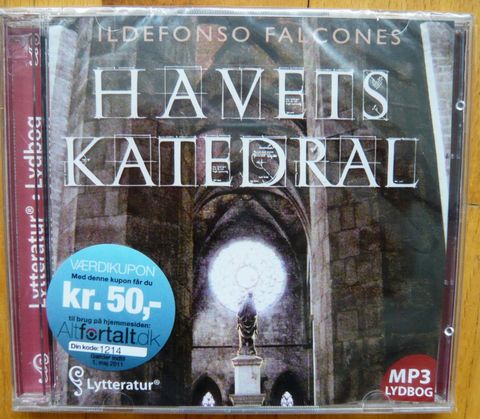 ILDEFONSO FALCONES
HAVETS
KATEDRAL
Lytteratur® : Lydbog
VÆRDIKUPON
Med denne kupon får du
kr. 50,-
til brug på hjemmesiden:
Altfortalt.dk
Din kode: 1214
Gælder indtil
1. maj 2011
Lytteratur®
MP3
LYDBOG